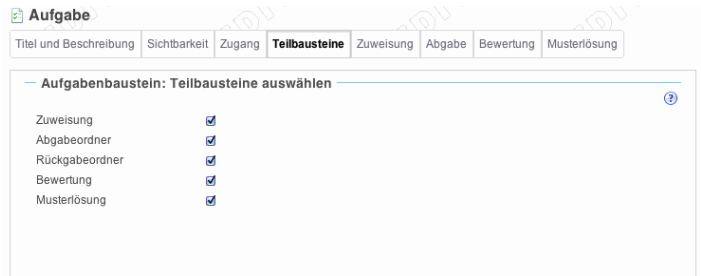 Aufgabe
Titel und Beschreibung Sichtbarkeit Zugang Teilbausteine Zuweisung Abgabe Bewertung Musterlösung
Aufgabenbaustein: Teilbausteine auswählen
?
Zuweisung
Abgabeordner
Rückgabeordner
Bewertung
Musterlösung